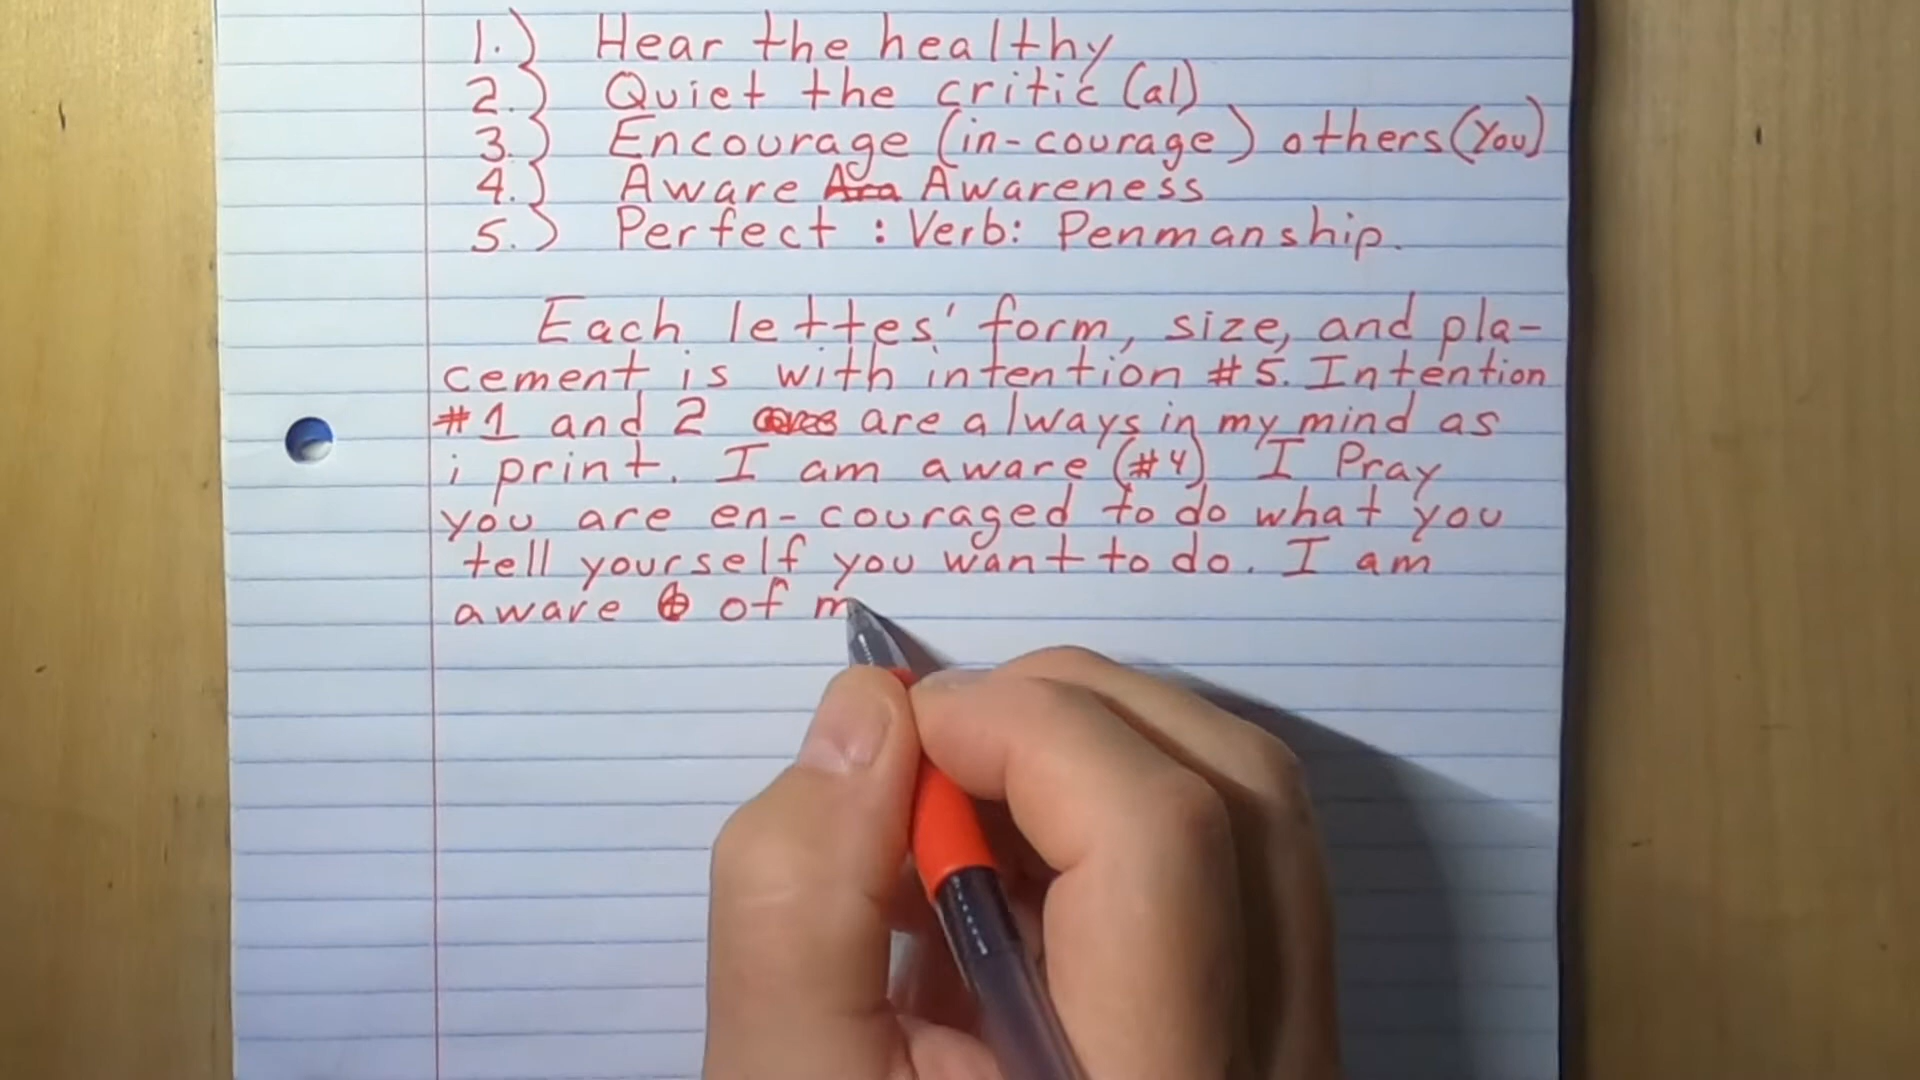 1.) Hear the healthy
2.) Quiet the critic (al)
3.) Encourage (in-courage) others (You)
4.) Aware Awareness
5.) Perfect : Verb: Penmanship.
Each lettes' form, size, and pla-
cement is with intention #5. Intention
#1 and 2 are always in my mind as
i print. I am aware (#4) I Pray
you are en-couraged to do what you
tell yourself you want to do. I am
aware of m